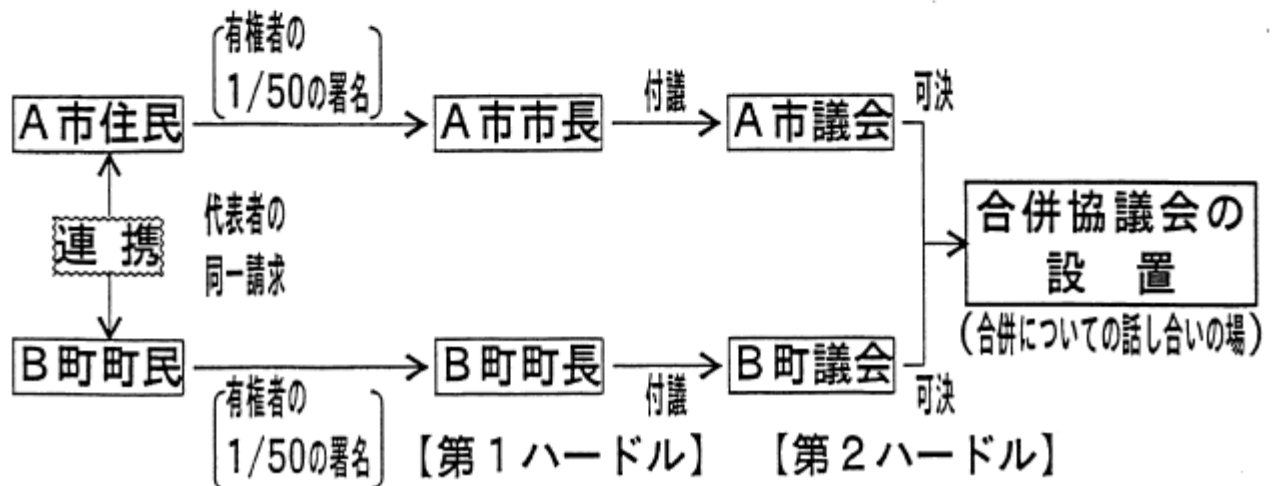 有権者の
1/50の署名
A市住民
A市市長
付議
A市議会
可決
連携
代表者の
同一請求
合併協議会の
設置
(合併についての話し合いの場)
B町町民
B町町長
付議
B町議会
可決
有権者の
1/50の署名
【第1ハードル】
【第2ハードル】